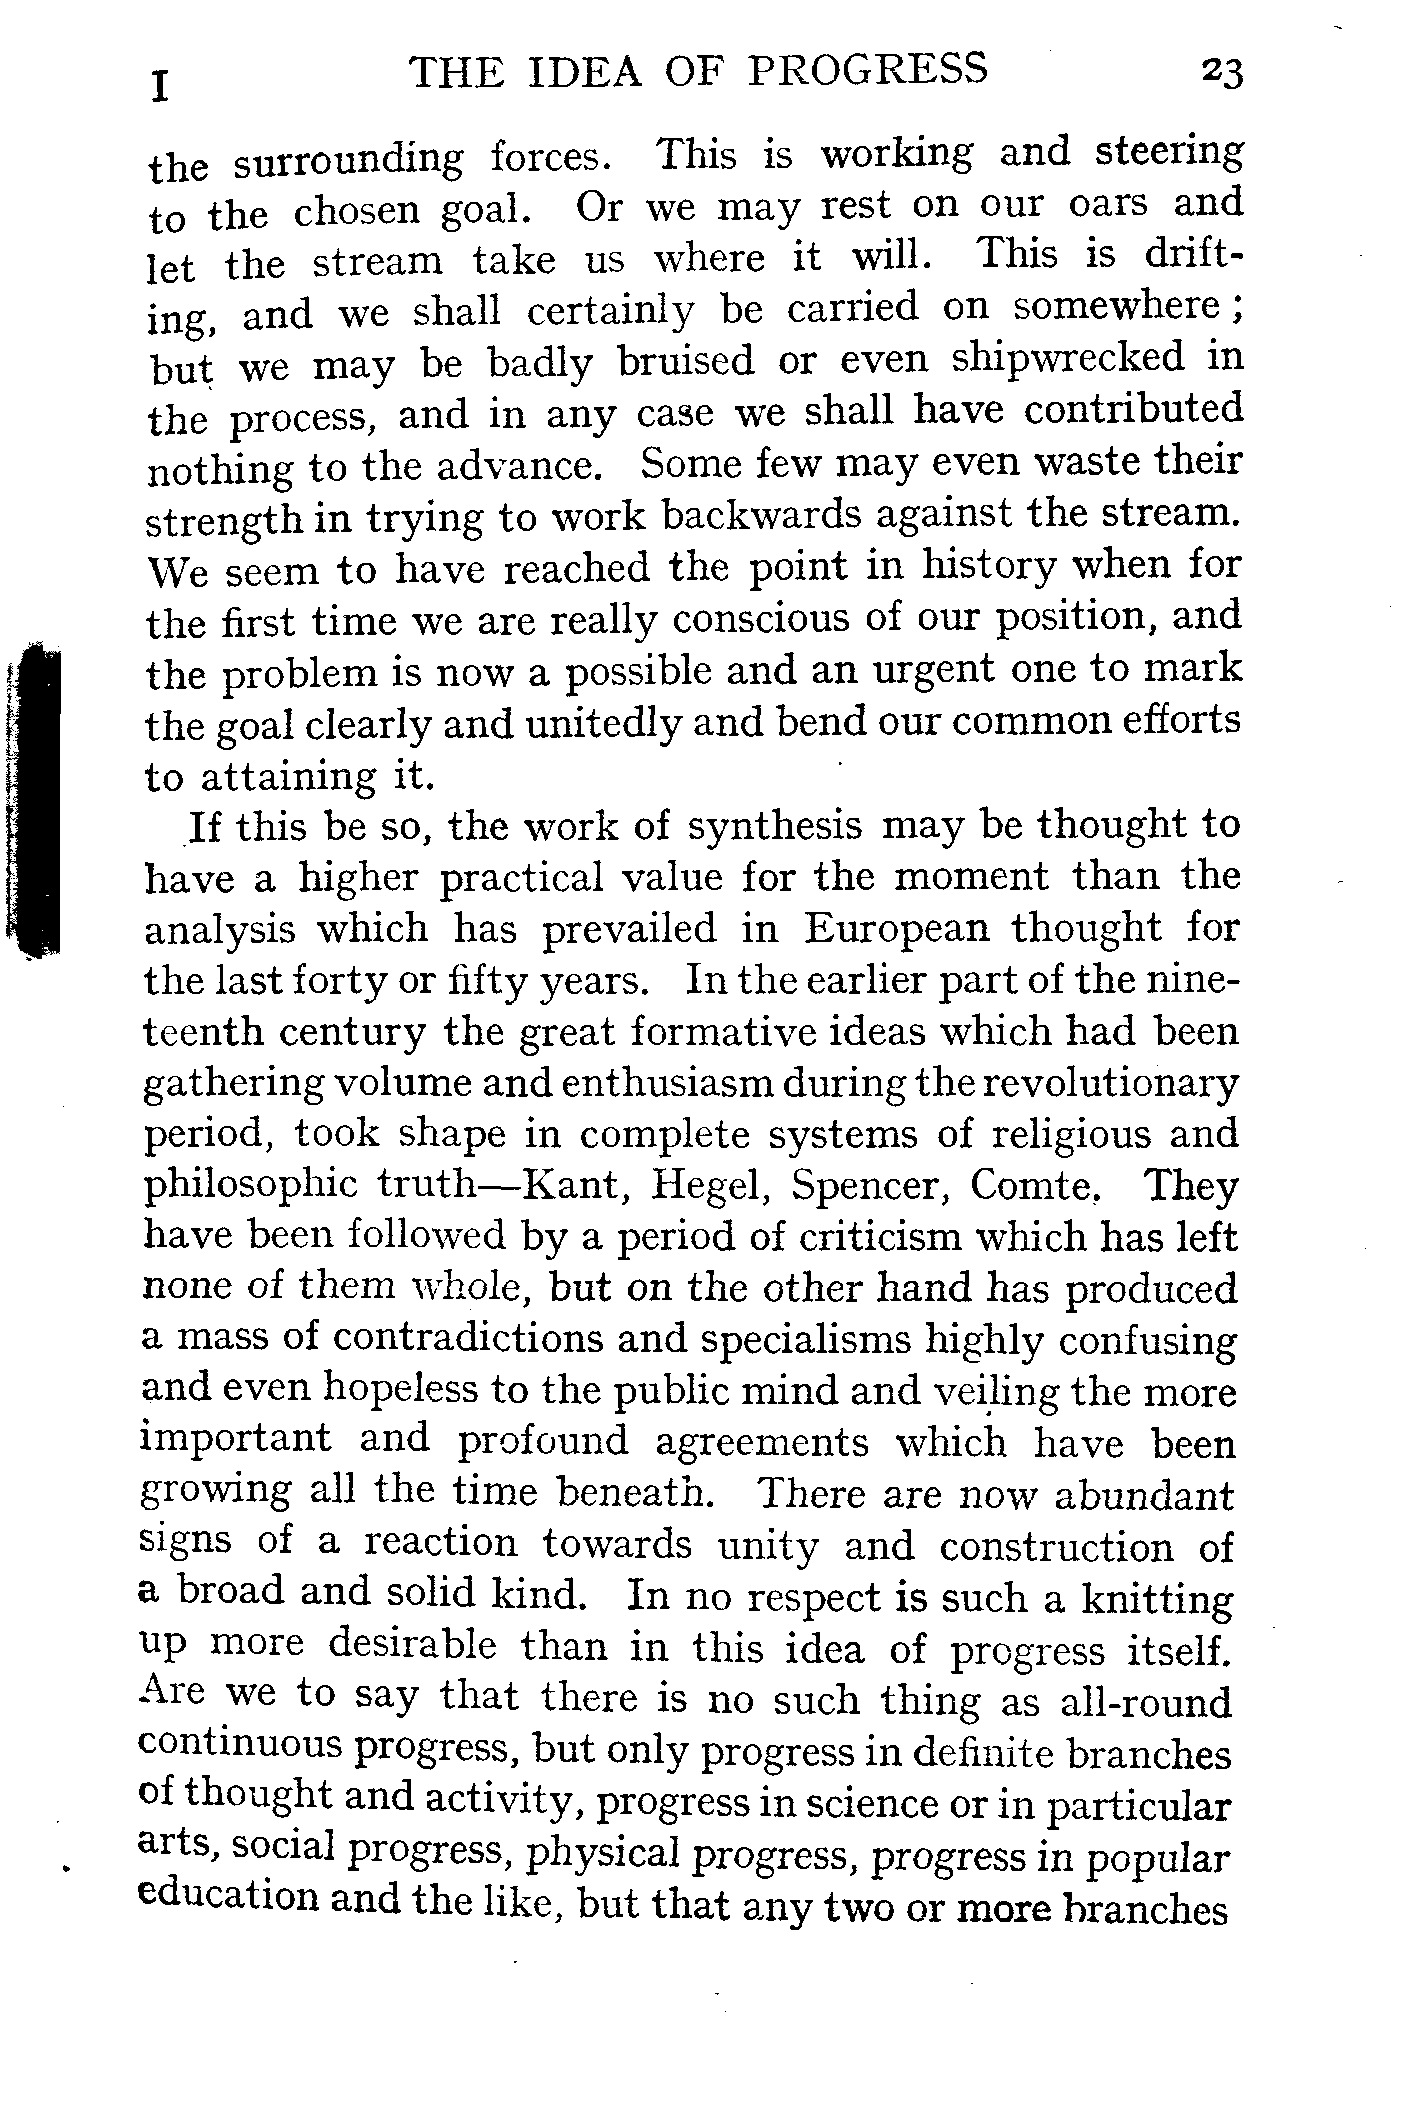 I THE IDEA OF PROGRESS 23
the surrounding forces. This is working and steering
to the chosen goal. Or we may rest on our oars and
let the stream take us where it will. This is drift-
ing, and we shall certainly be carried on somewhere ;
but we may be badly bruised or even shipwrecked in
the process, and in any case we shall have contributed
nothing to the advance. Some few may even waste their
strength in trying to work backwards against the stream.
We seem to have reached the point in history when for
the first time we are really conscious of our position, and
the problem is now a possible and an urgent one to mark
the goal clearly and unitedly and bend our common efforts
to attaining it.
If this be so, the work of synthesis may be thought to
have a higher practical value for the moment than the
analysis which has prevailed in European thought for
the last forty or fifty years. In the earlier part of the nine-
teenth century the great formative ideas which had been
gathering volume and enthusiasm during the revolutionary
period, took shape in complete systems of religious and
philosophic truth—Kant, Hegel, Spencer, Comte. They
have been followed by a period of criticism which has left
none of them whole, but on the other hand has produced
a mass of contradictions and specialisms highly confusing
and even hopeless to the public mind and veiling the more
important and profound agreements which have been
growing all the time beneath. There are now abundant
signs of a reaction towards unity and construction of
a broad and solid kind. In no respect is such a knitting
up more desirable than in this idea of progress itself.
Are we to say that there is no such thing as all-round
continuous progress, but only progress in definite branches
of thought and activity, progress in science or in particular
arts, social progress, physical progress, progress in popular
education and the like, but that any two or more branches